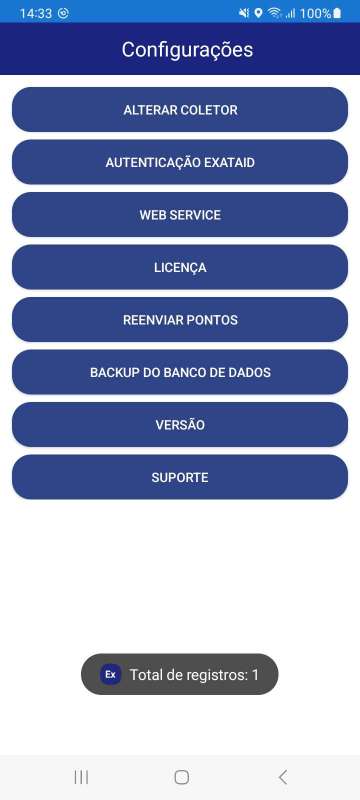 14:33 100%
Configurações
ALTERAR COLETOR
AUTENTICAÇÃO EXATAID
WEB SERVICE
LICENÇA
REENVIAR PONTOS
BACKUP DO BANCO DE DADOS
VERSÃO
SUPORTE
Ex Total de registros: 1